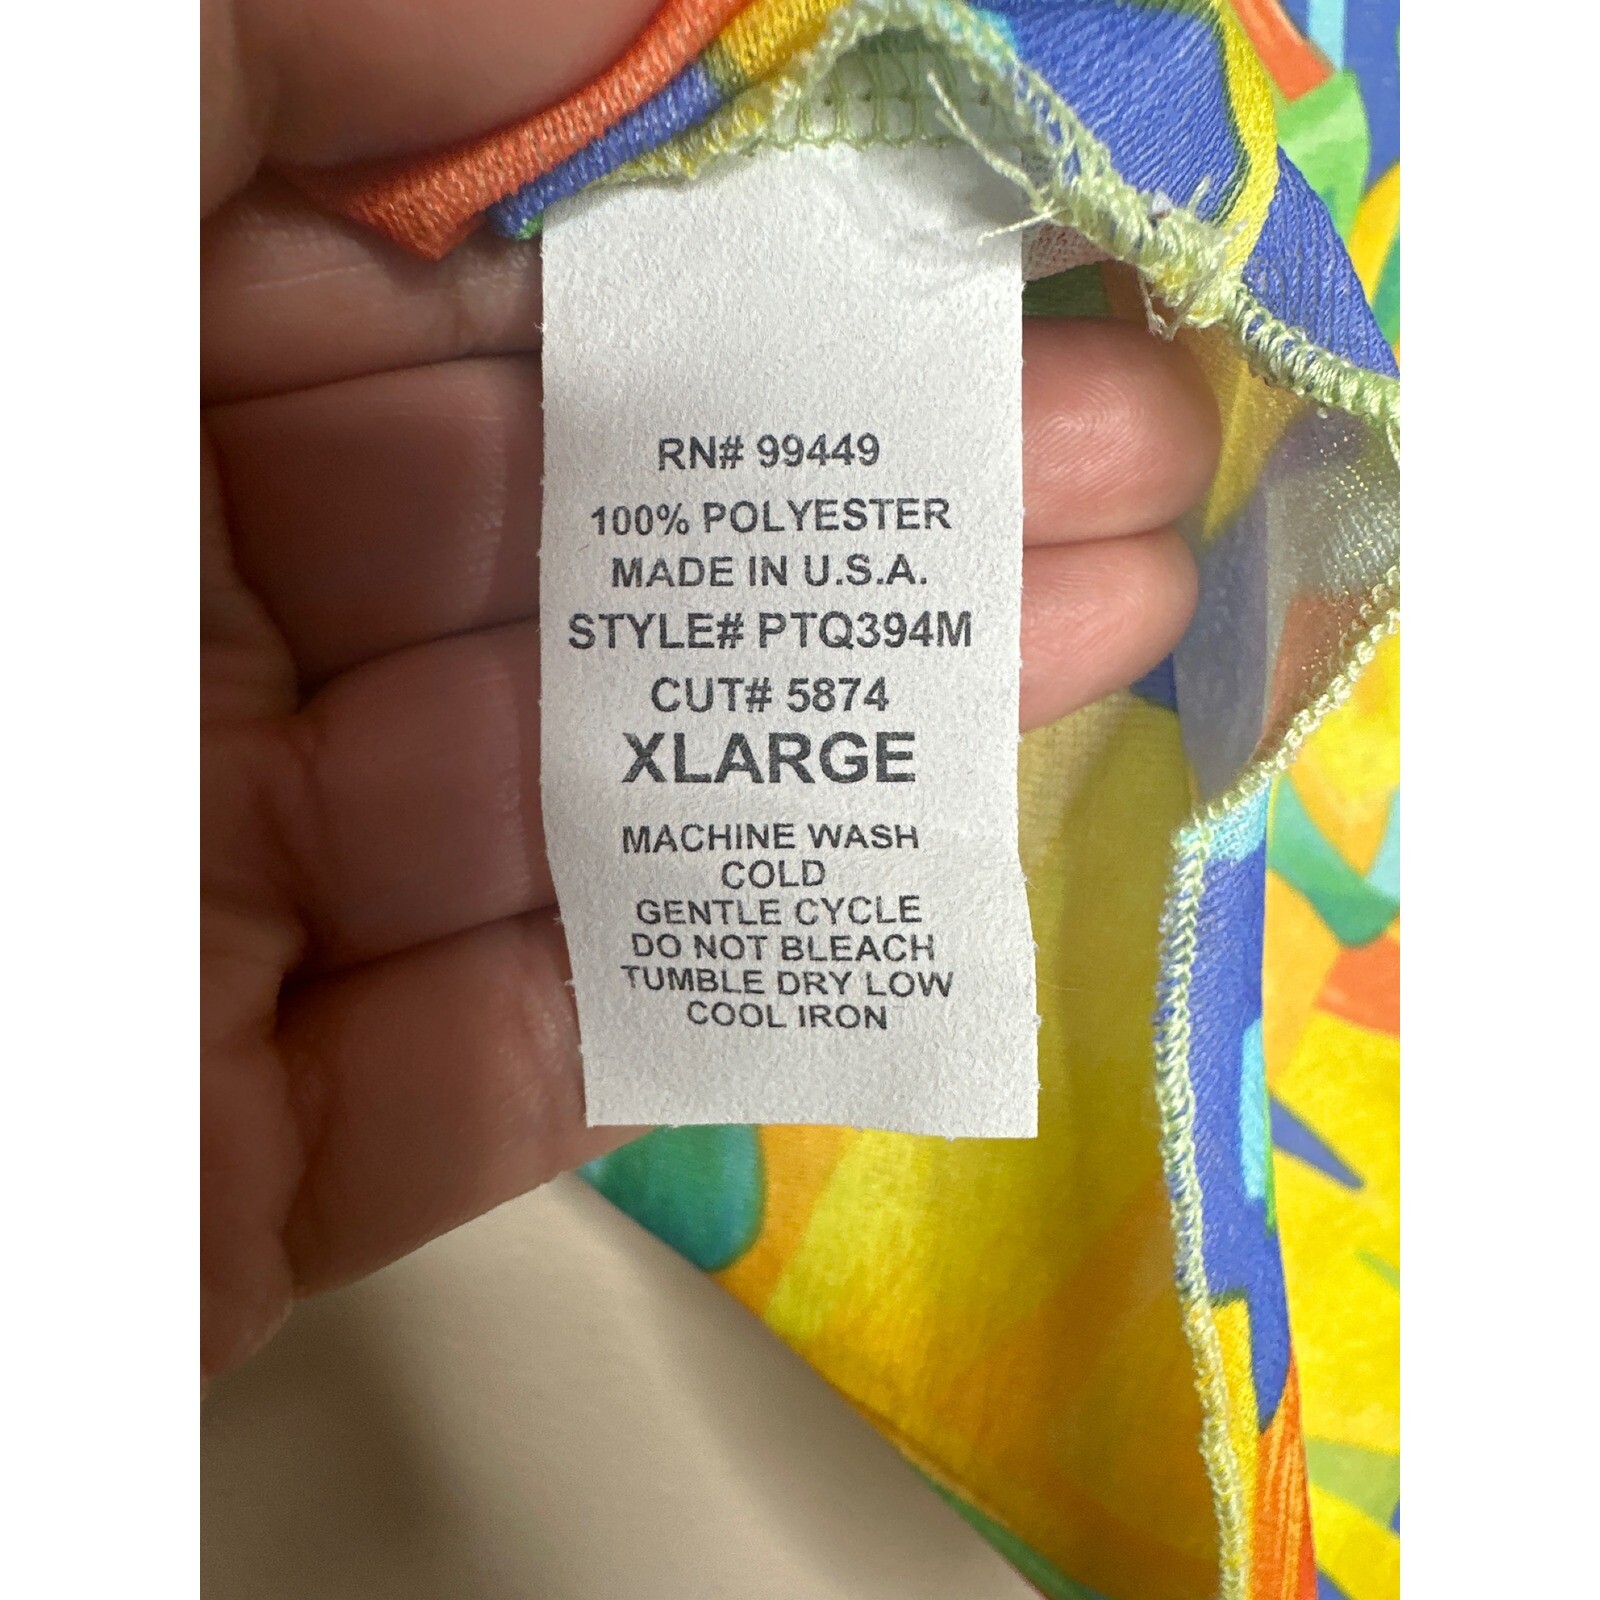 RN# 99449
100% POLYESTER
MADE IN U.S.A.
STYLE# PTQ394M
CUT# 5874
XLARGE
MACHINE WASH
COLD
GENTLE CYCLE
DO NOT BLEACH
TUMBLE DRY LOW
COOL IRON